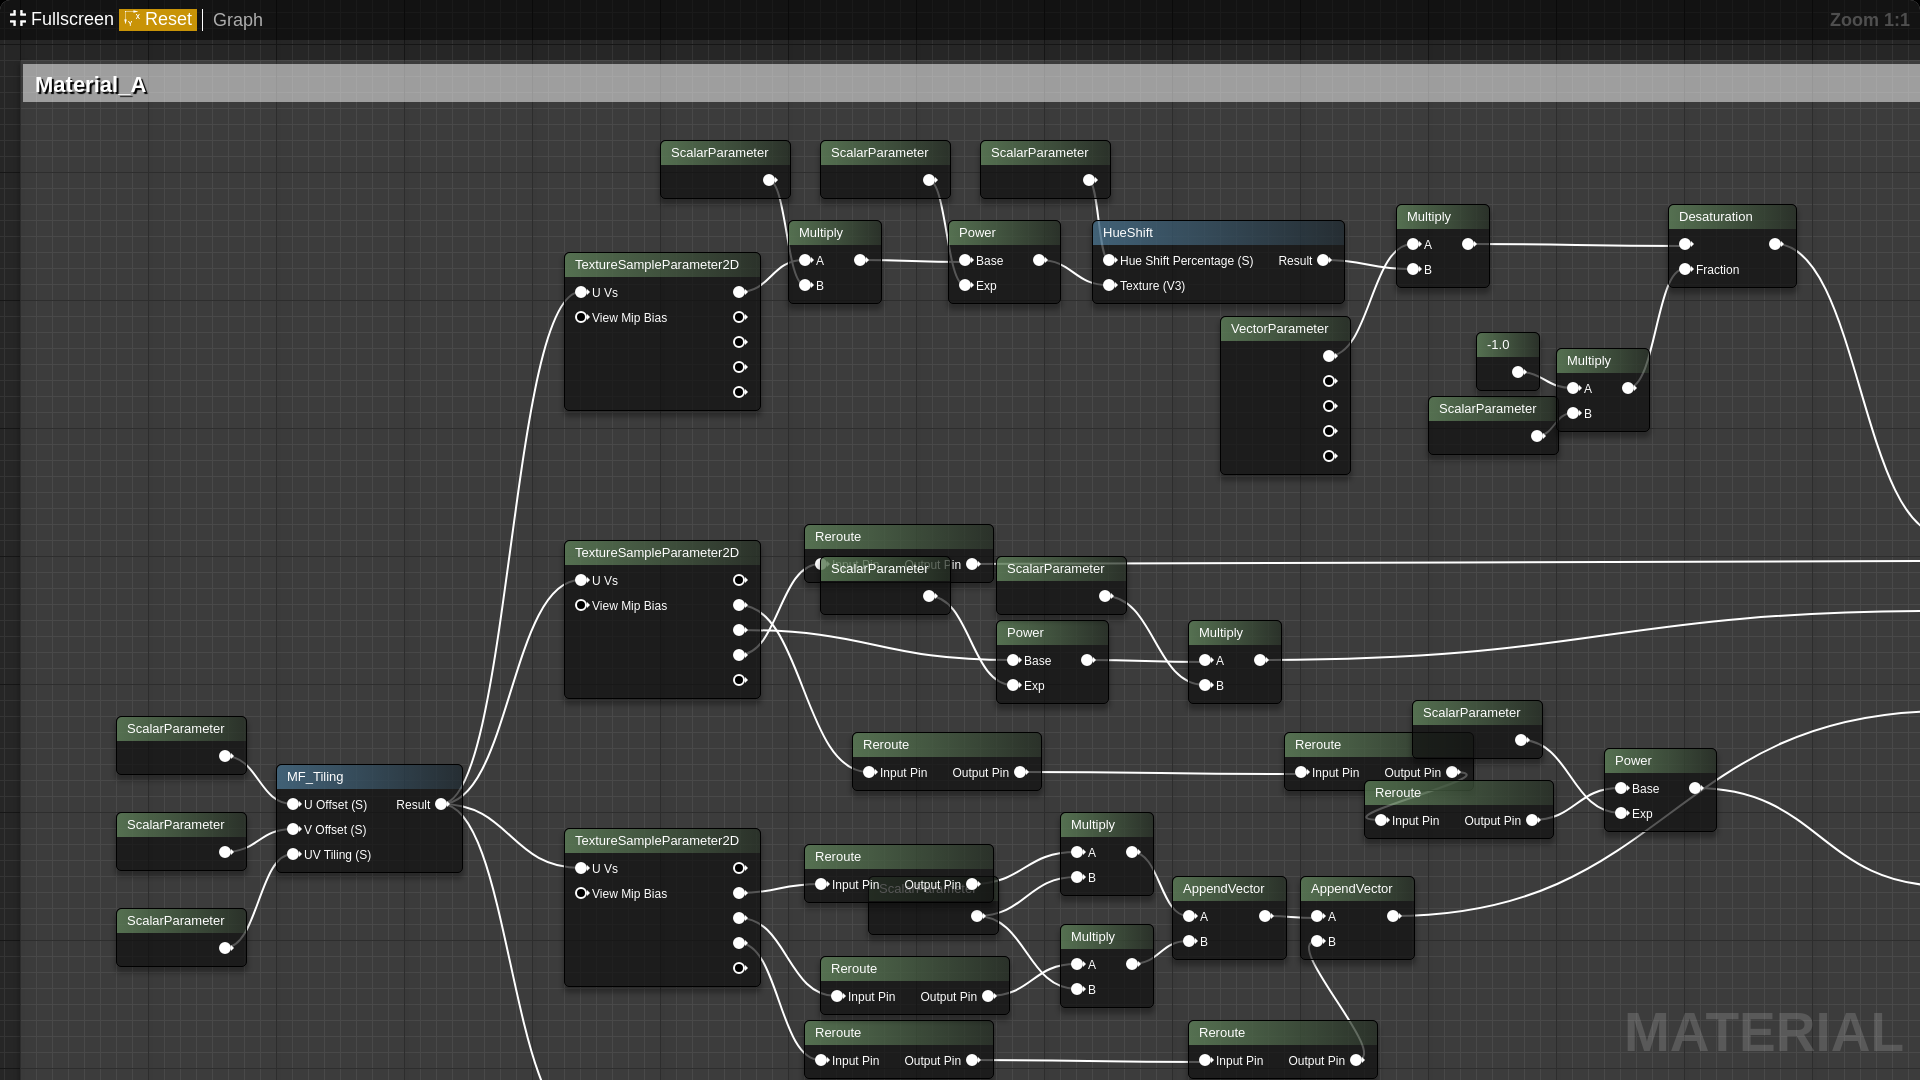 Fullscreen Reset Graph Zoom 1:1
Material_A
ScalarParameter
ScalarParameter
ScalarParameter
Multiply
A
B
Power
Base
Exp
HueShift
Hue Shift Percentage (S) Result
Texture (V3)
Multiply
A
B
Desaturation
Fraction
TextureSampleParameter2D
U Vs
View Mip Bias
VectorParameter
-1.0
Multiply
A
B
ScalarParameter
TextureSampleParameter2D
U Vs
View Mip Bias
Reroute
Input Pin Output Pin
ScalarParameter
ScalarParameter
Power
Base
Exp
Multiply
A
B
ScalarParameter
ScalarParameter
ScalarParameter
MF_Tiling
U Offset (S) Result
V Offset (S)
UV Tiling (S)
Reroute
Input Pin Output Pin
Reroute
Input Pin Output Pin
ScalarParameter
Reroute
Input Pin Output Pin
Power
Base
Exp
TextureSampleParameter2D
U Vs
View Mip Bias
Reroute
Input Pin Output Pin
ScalarParameter
Multiply
A
B
AppendVector
A
B
AppendVector
A
B
Multiply
A
B
Reroute
Input Pin Output Pin
Reroute
Input Pin Output Pin
Reroute
Input Pin Output Pin
MATERIAL